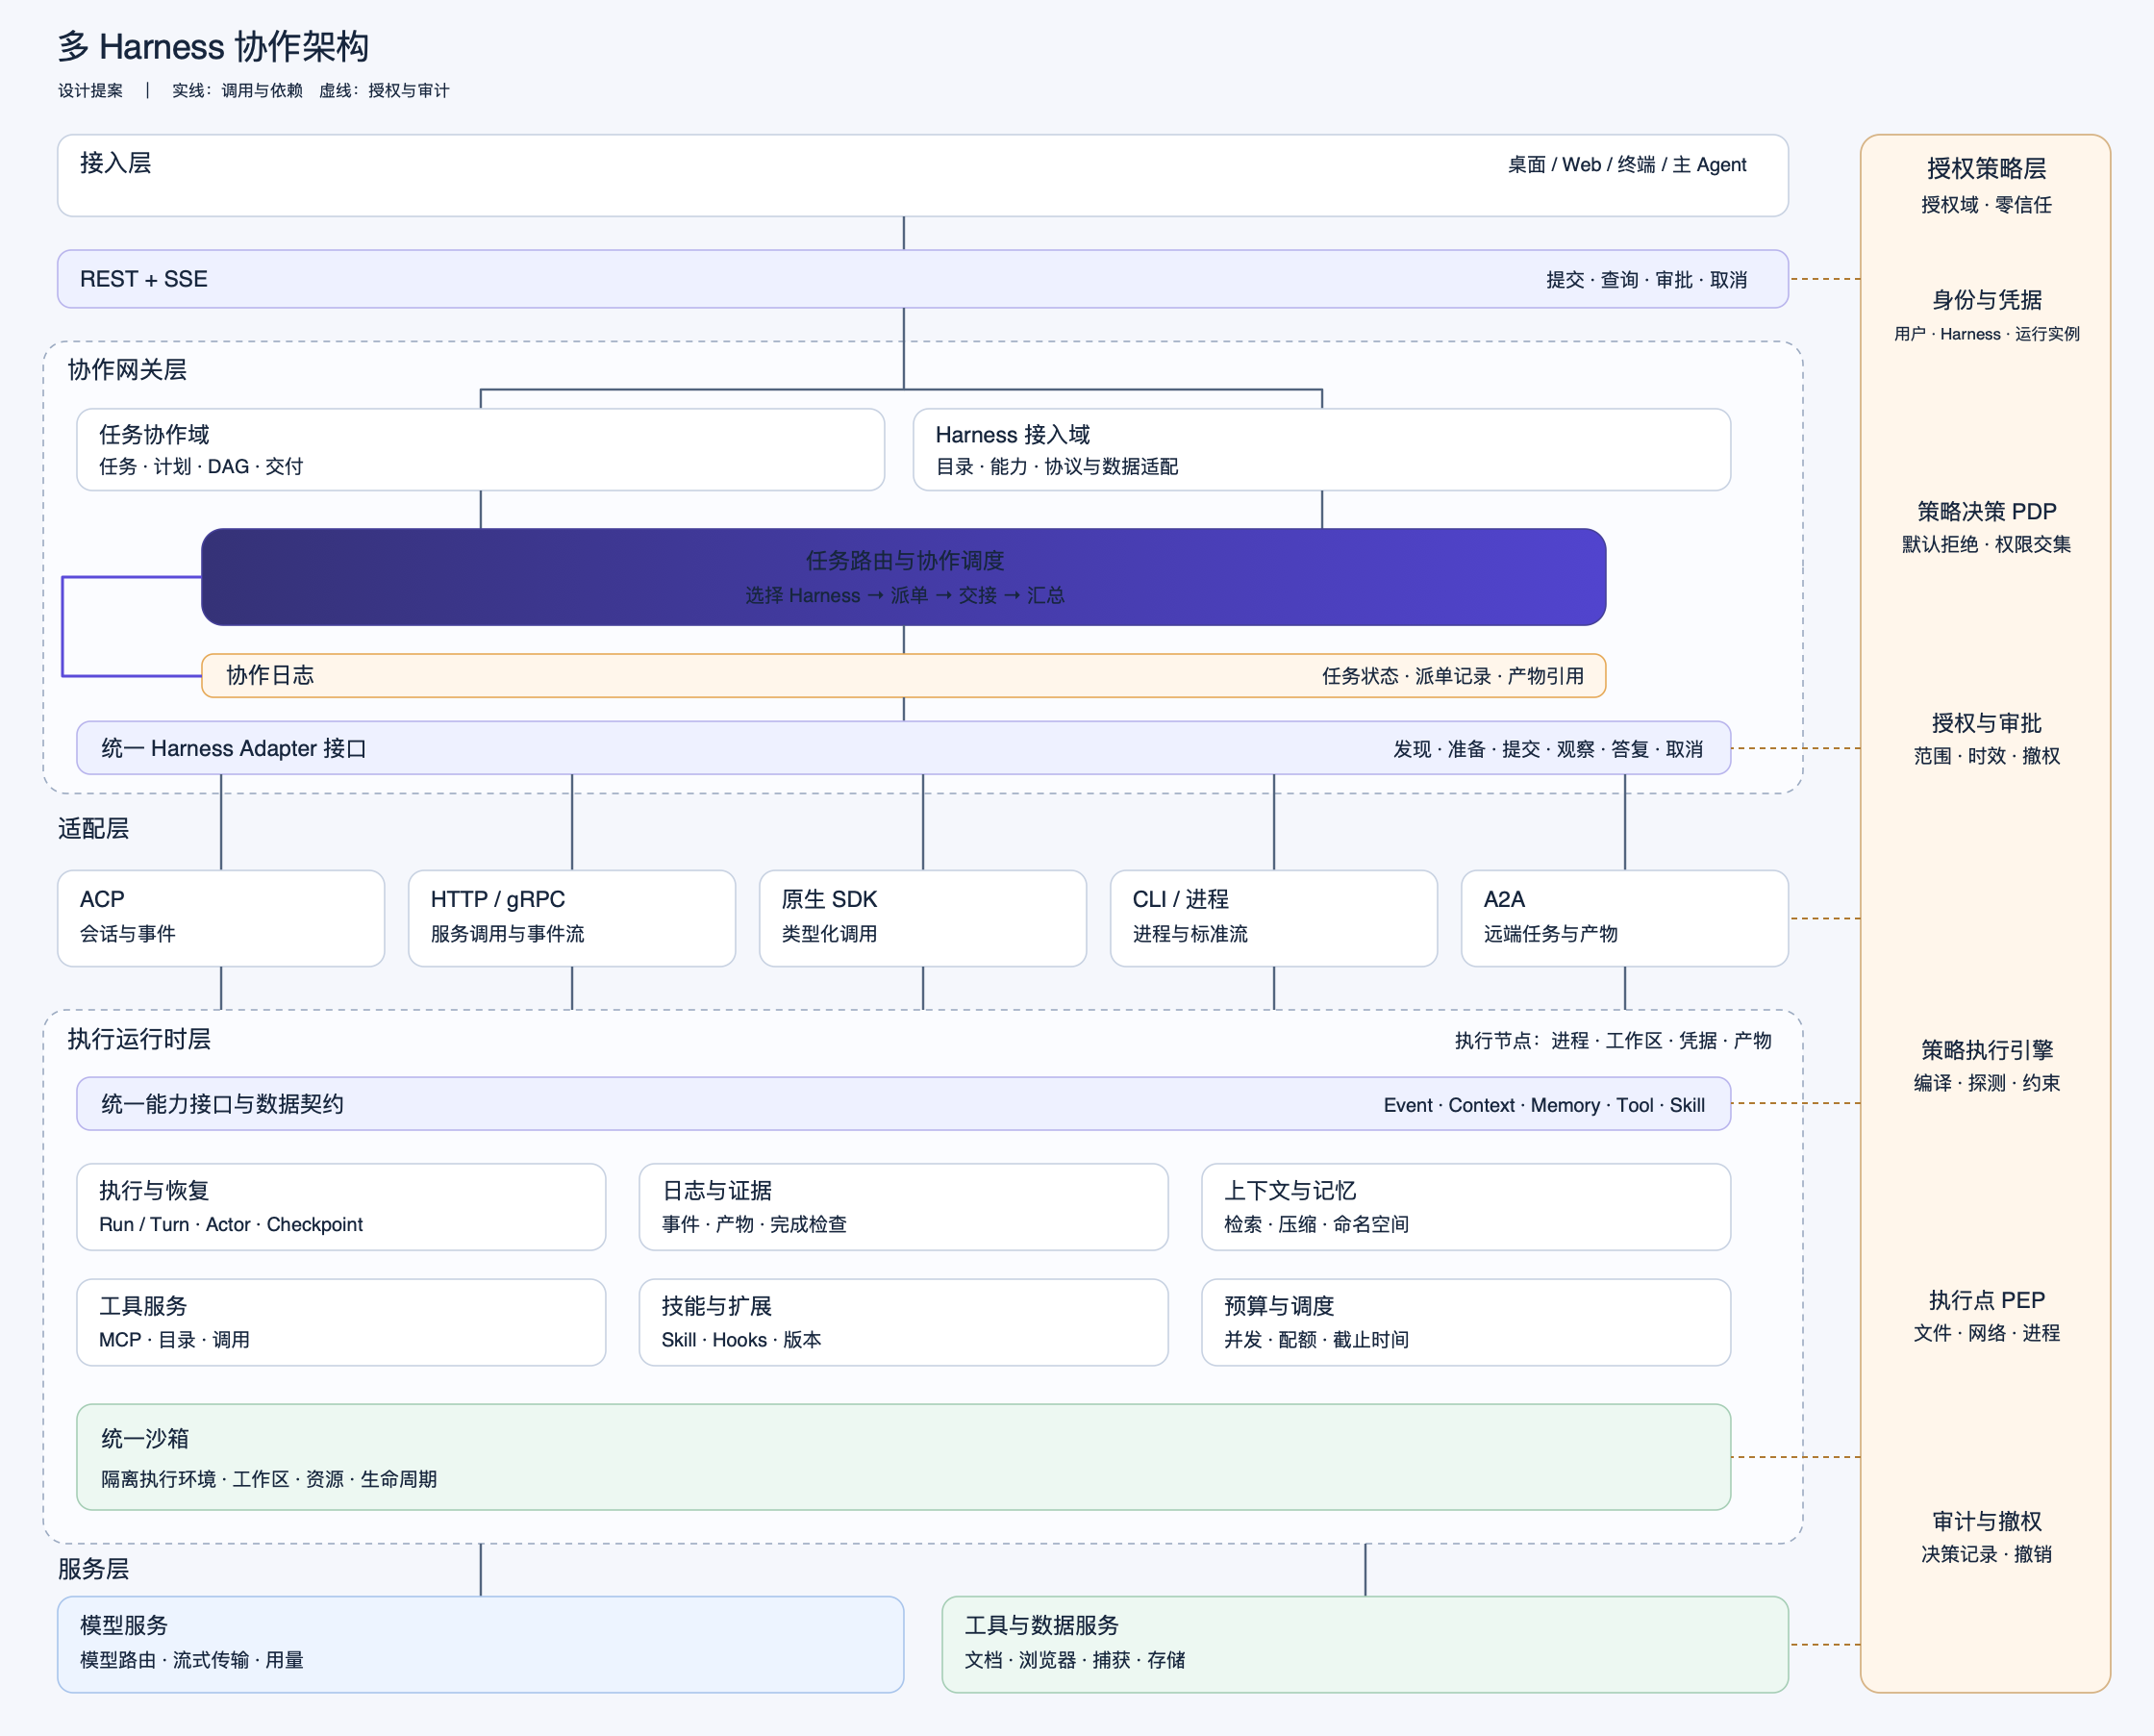 多 Harness 协作架构
设计提案 | 实线：调用与依赖 虚线：授权与审计
接入层
桌面 / Web / 终端 / 主 Agent
REST + SSE
提交 · 查询 · 审批 · 取消
协作网关层
任务协作域
任务 · 计划 · DAG · 交付
Harness 接入域
目录 · 能力 · 协议与数据适配
任务路由与协作调度
选择 Harness → 派单 → 交接 → 汇总
协作日志
任务状态 · 派单记录 · 产物引用
统一 Harness Adapter 接口
发现 · 准备 · 提交 · 观察 · 答复 · 取消
适配层
ACP
会话与事件
HTTP / gRPC
服务调用与事件流
原生 SDK
类型化调用
CLI / 进程
进程与标准流
A2A
远端任务与产物
执行运行时层
执行节点：进程 · 工作区 · 凭据 · 产物
统一能力接口与数据契约
Event · Context · Memory · Tool · Skill
执行与恢复
Run / Turn · Actor · Checkpoint
日志与证据
事件 · 产物 · 完成检查
上下文与记忆
检索 · 压缩 · 命名空间
工具服务
MCP · 目录 · 调用
技能与扩展
Skill · Hooks · 版本
预算与调度
并发 · 配额 · 截止时间
统一沙箱
隔离执行环境 · 工作区 · 资源 · 生命周期
服务层
模型服务
模型路由 · 流式传输 · 用量
工具与数据服务
文档 · 浏览器 · 捕获 · 存储
授权策略层
授权域 · 零信任
身份与凭据
用户 · Harness · 运行实例
策略决策 PDP
默认拒绝 · 权限交集
授权与审批
范围 · 时效 · 撤权
策略执行引擎
编译 · 探测 · 约束
执行点 PEP
文件 · 网络 · 进程
审计与撤权
决策记录 · 撤销